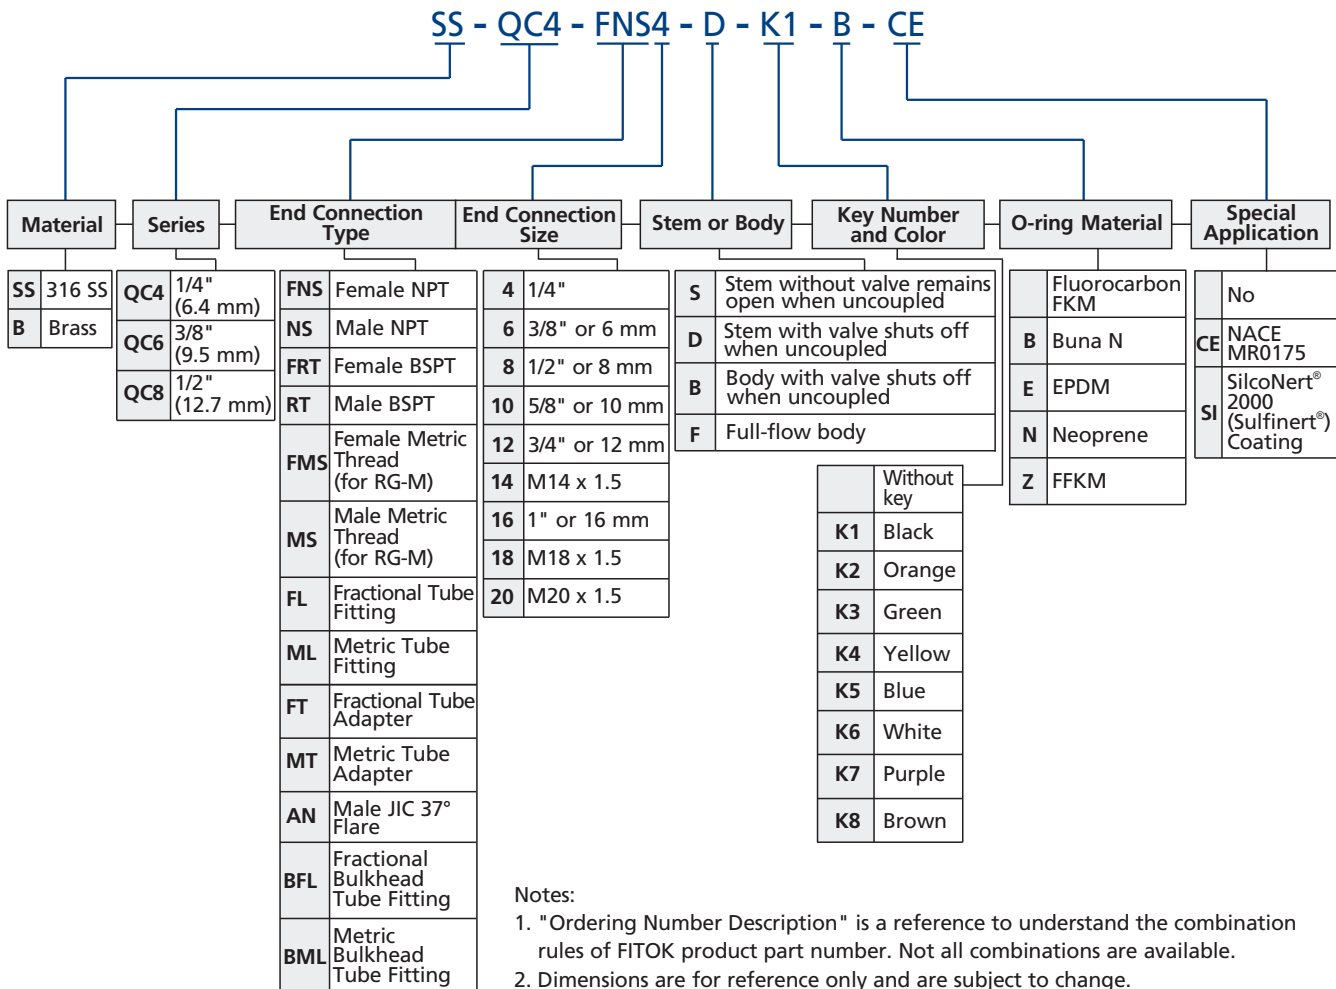 SS - QC4 - FNS4 - D - K1 - B - CE
Material
Series
End Connection
Type
End Connection
Size
Stem or Body
Key Number
and Color
O-ring Material
Special
Application
SS 316 SS
B Brass
QC4 1/4"
(6.4 mm)
QC6 3/8"
(9.5 mm)
QC8 1/2"
(12.7 mm)
FNS Female NPT
NS Male NPT
FRT Female BSPT
RT Male BSPT
FMS Female Metric
Thread
(for RG-M)
MS Male Metric
Thread
(for RG-M)
FL Fractional Tube
Fitting
ML Metric Tube
Fitting
FT Fractional Tube
Adapter
MT Metric Tube
Adapter
AN Male JIC 37°
Flare
BFL Fractional
Bulkhead
Tube Fitting
BML Metric
Bulkhead
Tube Fitting
4 1/4"
6 3/8" or 6 mm
8 1/2" or 8 mm
10 5/8" or 10 mm
12 3/4" or 12 mm
14 M14 x 1.5
16 1" or 16 mm
18 M18 x 1.5
20 M20 x 1.5
S Stem without valve remains
open when uncoupled
D Stem with valve shuts off
when uncoupled
B Body with valve shuts off
when uncoupled
F Full-flow body
Without
key
K1 Black
K2 Orange
K3 Green
K4 Yellow
K5 Blue
K6 White
K7 Purple
K8 Brown
Fluorocarbon
FKM
B Buna N
E EPDM
N Neoprene
Z FFKM
No
CE NACE
MR0175
SI SilcoNert®
2000
(Sulfinert®)
Coating
Notes:
1. "Ordering Number Description" is a reference to understand the combination
rules of FITOK product part number. Not all combinations are available.
2. Dimensions are for reference only and are subject to change.